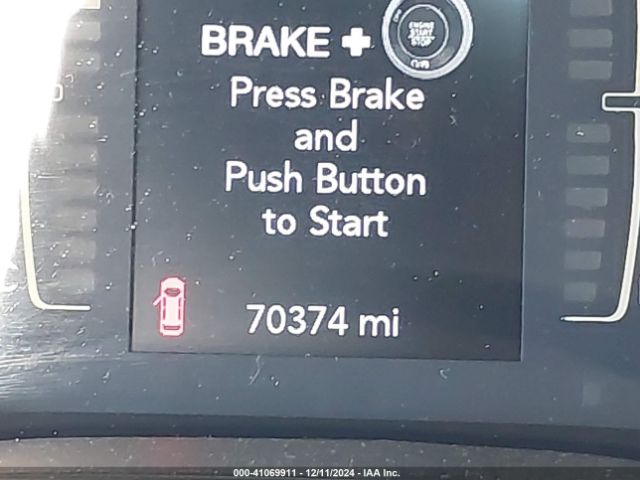 BRAKE +
ENGINE
START
STOP
Press Brake
and
Push Button
to Start
70374 mi
000-41069911 - 12/11/2024 - IAA Inc.